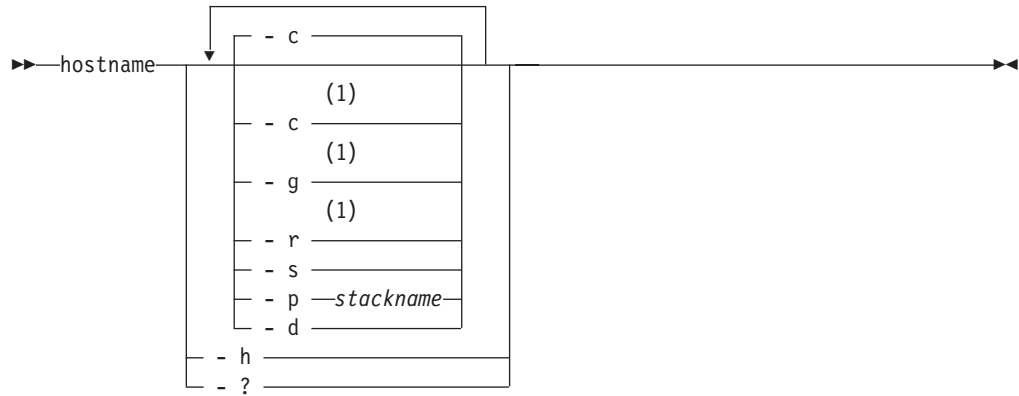 - c
hostname
(1)
- c
(1)
- g
(1)
- r
- s
- p stackname
- d
- h
- ?